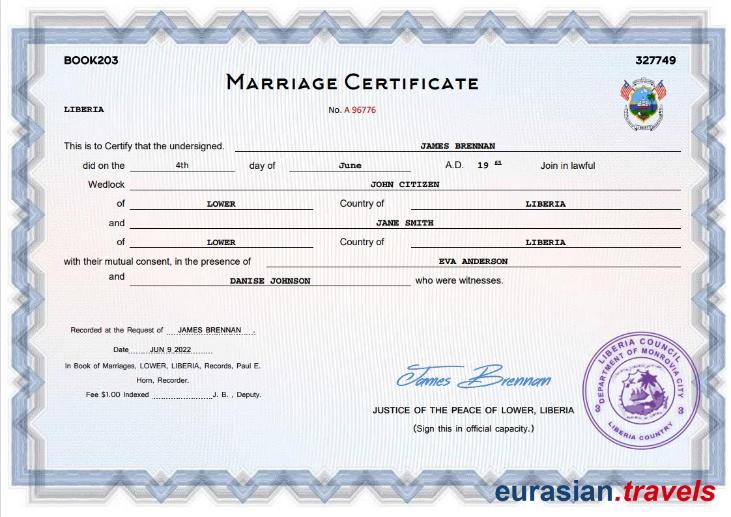 BOOK203 327749
MARRIAGE CERTIFICATE
LIBERIA No. A 96776
This is to Certify that the undersigned. JAMES BRENNAN
did on the 4th day of June A.D. 19 Join in lawful
Wedlock JOHN CITIZEN
of LOWER Country of LIBERIA
and JANE SMITH
of LOWER Country of LIBERIA
with their mutual consent, in the presence of EVA ANDERSON
and DANISE JOHNSON who were witnesses.
Recorded at the Request of JAMES BRENNAN .
Date JUN 9 2022
In Book of Marriages, LOWER, LIBERIA, Records, Paul E.
Horn, Recorder.
Fee $1.00 Indexed J. B. , Deputy.
James Brennan
JUSTICE OF THE PEACE OF LOWER, LIBERIA
(Sign this in official capacity.)
LIBERIA COUNCIL
DEPARTMENT OF MONROVIA CITY
LIBERIA COUNTRY
eurasian.travels